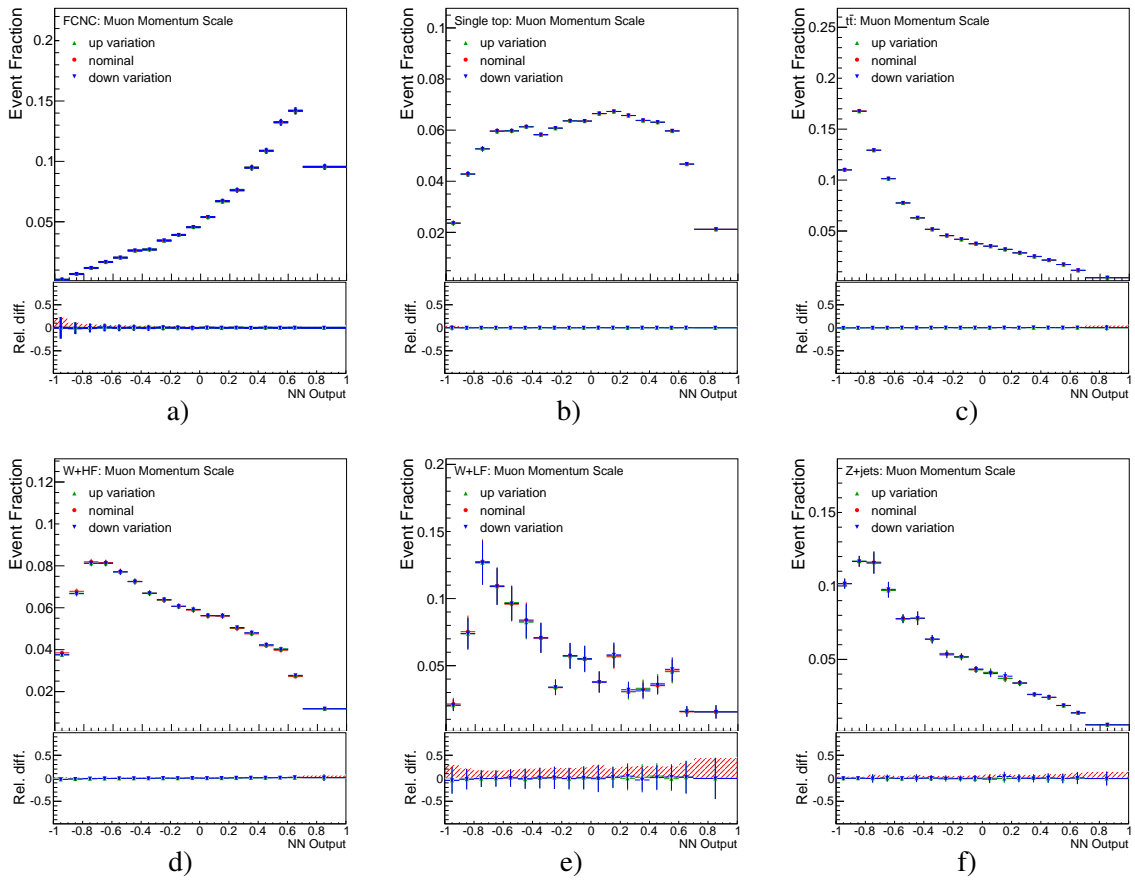 FCNC: Muon Momentum Scale
up variation
nominal
down variation
Event Fraction
0.2
0.15
0.1
0.05
Rel. diff.
0.5
0
-0.5
-1 -0.8 -0.6 -0.4 -0.2 0 0.2 0.4 0.6 0.8 1
NN Output
a)
Single top: Muon Momentum Scale
up variation
nominal
down variation
Event Fraction
0.1
0.08
0.06
0.04
0.02
Rel. diff.
0.5
0
-0.5
-1 -0.8 -0.6 -0.4 -0.2 0 0.2 0.4 0.6 0.8 1
NN Output
b)
tt̄: Muon Momentum Scale
up variation
nominal
down variation
Event Fraction
0.25
0.2
0.15
0.1
0.05
Rel. diff.
0.5
0
-0.5
-1 -0.8 -0.6 -0.4 -0.2 0 0.2 0.4 0.6 0.8 1
NN Output
c)
W+HF: Muon Momentum Scale
up variation
nominal
down variation
Event Fraction
0.12
0.1
0.08
0.06
0.04
0.02
Rel. diff.
0.5
0
-0.5
-1 -0.8 -0.6 -0.4 -0.2 0 0.2 0.4 0.6 0.8 1
NN Output
d)
W+LF: Muon Momentum Scale
up variation
nominal
down variation
Event Fraction
0.2
0.15
0.1
0.05
Rel. diff.
0.5
0
-0.5
-1 -0.8 -0.6 -0.4 -0.2 0 0.2 0.4 0.6 0.8 1
NN Output
e)
Z+jets: Muon Momentum Scale
up variation
nominal
down variation
Event Fraction
0.15
0.1
0.05
Rel. diff.
0.5
0
-0.5
-1 -0.8 -0.6 -0.4 -0.2 0 0.2 0.4 0.6 0.8 1
NN Output
f)